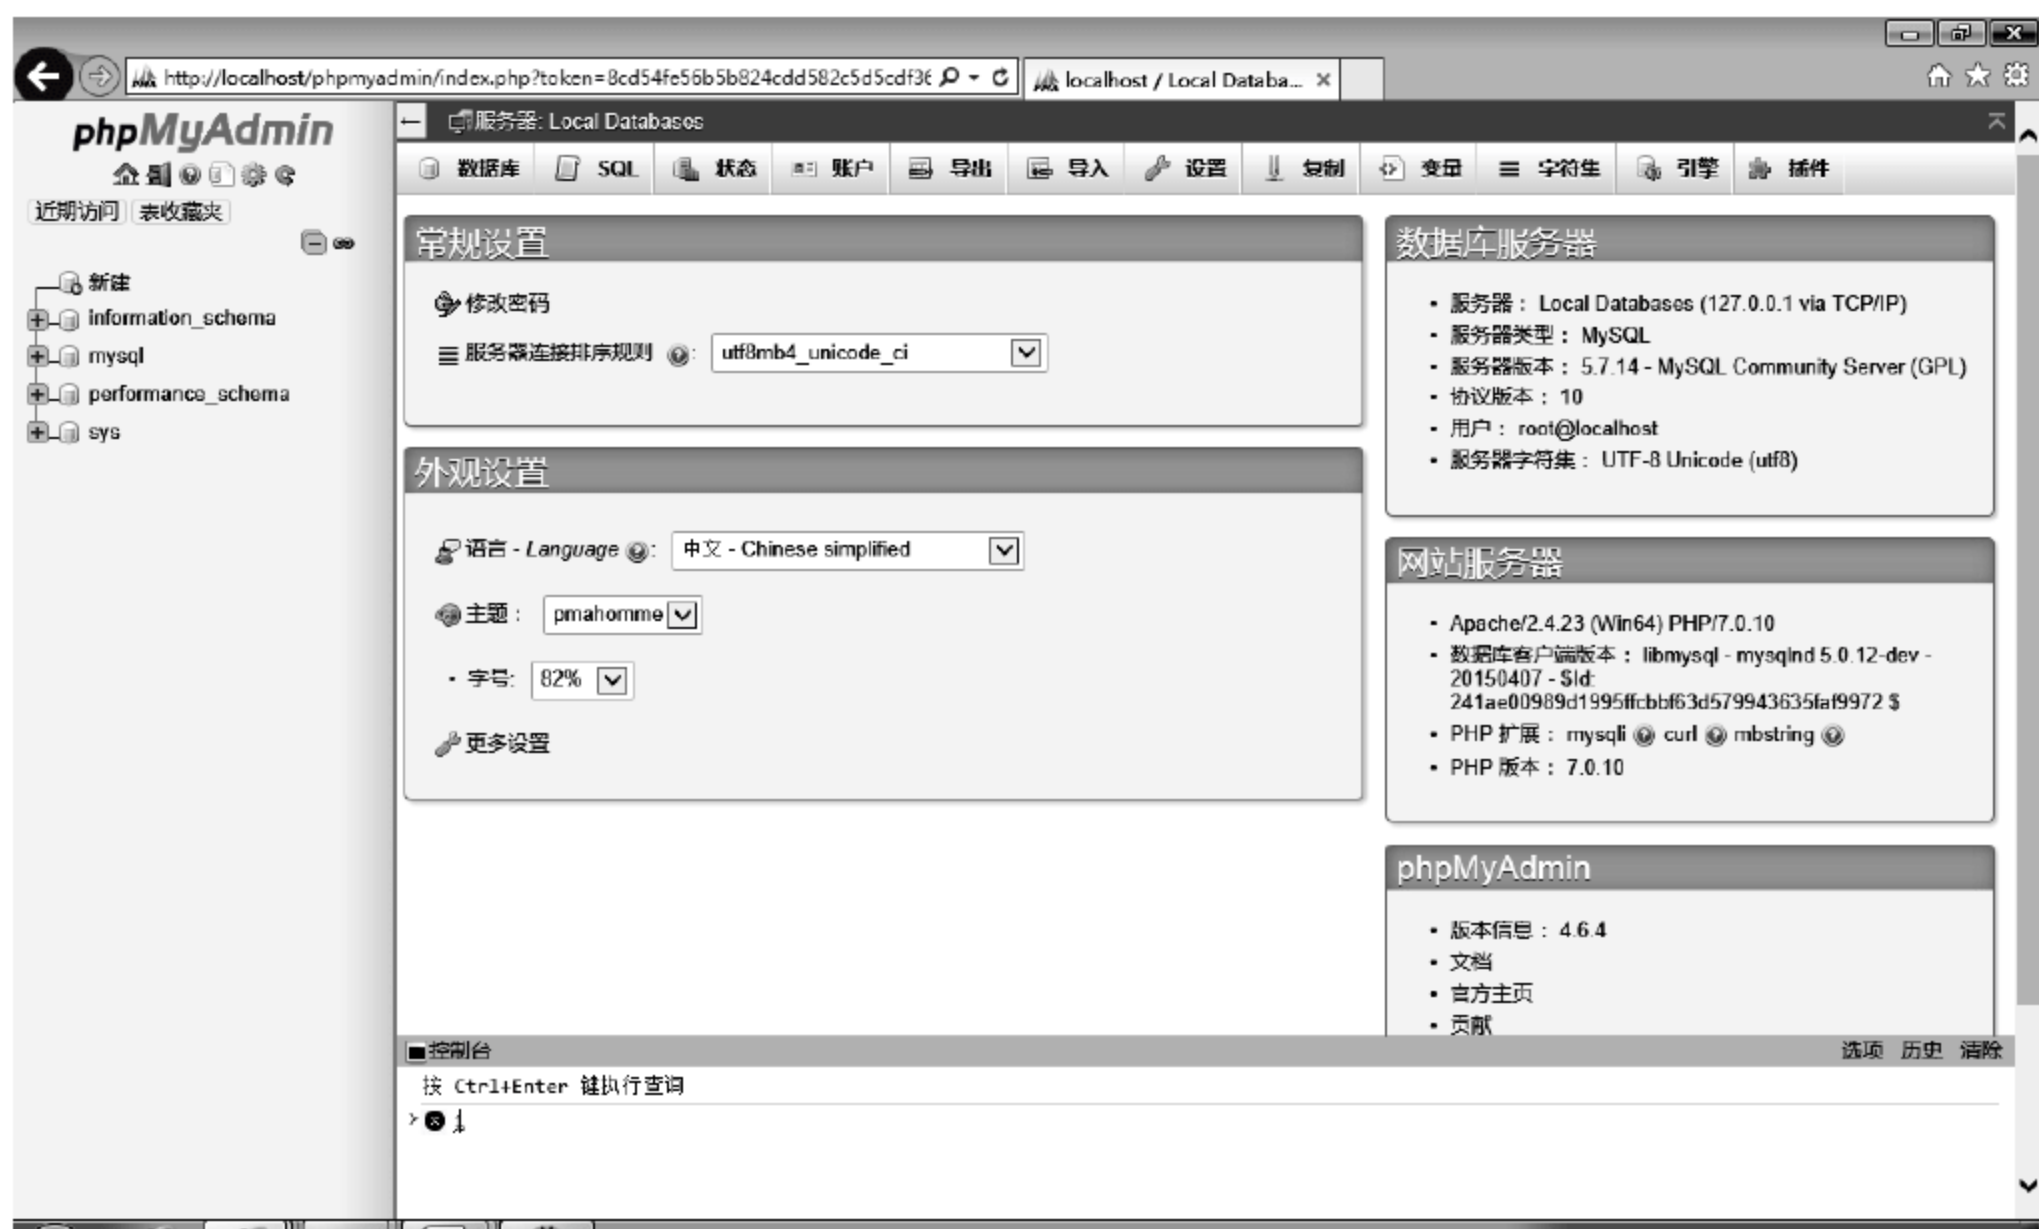 http://localhost/phpmyadmin/index.php?token=8cd54fe56b5b824cdd582c5d5cdf36
localhost / Local Databa...
phpMyAdmin
近期访问 表收藏夹
新建
information_schema
mysql
performance_schema
sys
服务器: Local Databases
数据库 SQL 状态 账户 导出 导入 设置 复制 变量 字符集 引擎 插件
常规设置
修改密码
服务器连接排序规则 : utf8mb4_unicode_ci
外观设置
语言 - Language : 中文 - Chinese simplified
主题： pmahomme
字号: 82%
更多设置
数据库服务器
服务器： Local Databases (127.0.0.1 via TCP/IP)
服务器类型： MySQL
服务器版本： 5.7.14 - MySQL Community Server (GPL)
协议版本： 10
用户： root@localhost
服务器字符集： UTF-8 Unicode (utf8)
网站服务器
Apache/2.4.23 (Win64) PHP/7.0.10
数据库客户端版本： libmysql - mysqlnd 5.0.12-dev -
20150407 - $Id:
241ae00989d1995ffcbbf63d579943635faf9972 $
PHP 扩展： mysqli curl mbstring
PHP 版本： 7.0.10
phpMyAdmin
版本信息： 4.6.4
文档
官方主页
贡献
控制台
选项 历史 清除
按 Ctrl+Enter 键执行查询
> 1